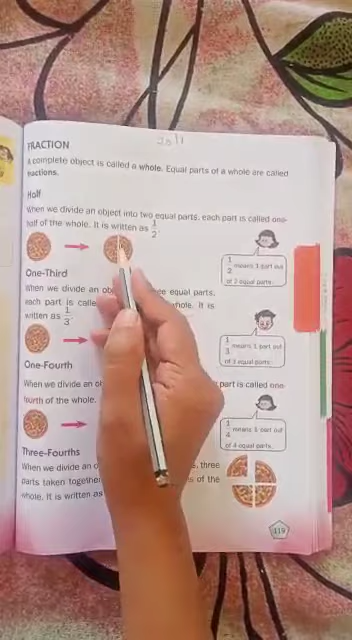 2011
FRACTION
A complete object is called a whole. Equal parts of a whole are called
fractions.
Half
When we divide an object into two equal parts, each part is called one-
half of the whole. It is written as 1/2.
1/2 means 1 part out
of 2 equal parts.
One-Third
When we divide an ob ee equal parts,
each part is calle whole. It is
written as 1/3.
1/3 means 1 part out
of 3 equal parts.
One-Fourth
When we divide an o part is called one-
fourth of the whole.
1/4 means 1 part out
of 4 equal parts.
Three-Fourths
When we divide an o s, three
parts taken together s of the
whole. It is written as
119